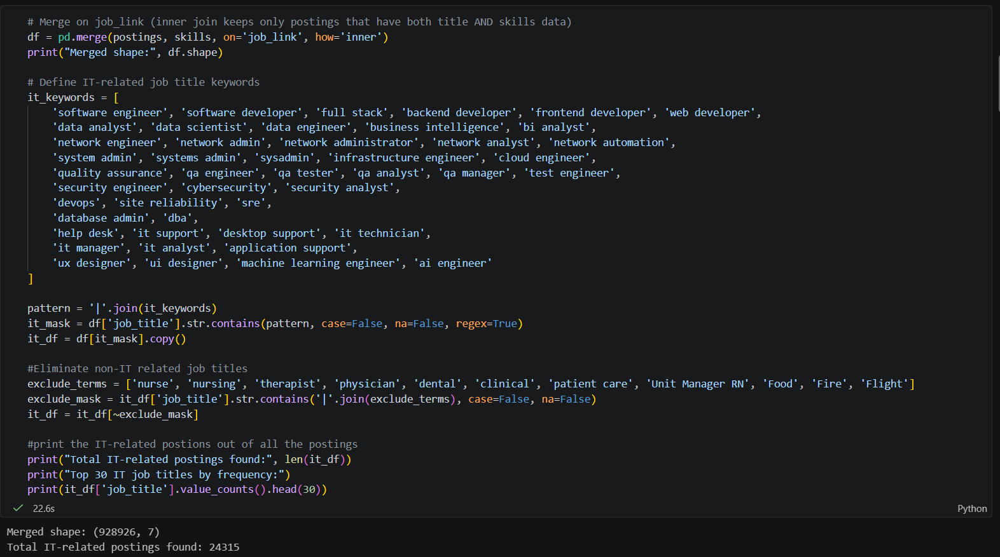 # Merge on job_link (inner join keeps only postings that have both title AND skills data)
df = pd.merge(postings, skills, on='job_link', how='inner')
print("Merged shape:", df.shape)
# Define IT-related job title keywords
it_keywords = [
'software engineer', 'software developer', 'full stack', 'backend developer', 'frontend developer', 'web developer',
'data analyst', 'data scientist', 'data engineer', 'business intelligence', 'bi analyst',
'network engineer', 'network admin', 'network administrator', 'network analyst', 'network automation',
'system admin', 'systems admin', 'sysadmin', 'infrastructure engineer', 'cloud engineer',
'quality assurance', 'qa engineer', 'qa tester', 'qa analyst', 'qa manager', 'test engineer',
'security engineer', 'cybersecurity', 'security analyst',
'devops', 'site reliability', 'sre',
'database admin', 'dba',
'help desk', 'it support', 'desktop support', 'it technician',
'it manager', 'it analyst', 'application support',
'ux designer', 'ui designer', 'machine learning engineer', 'ai engineer'
]
pattern = '|'.join(it_keywords)
it_mask = df['job_title'].str.contains(pattern, case=False, na=False, regex=True)
it_df = df[it_mask].copy()
#Eliminate non-IT related job titles
exclude_terms = ['nurse', 'nursing', 'therapist', 'physician', 'dental', 'clinical', 'patient care', 'Unit Manager RN', 'Food', 'Fire', 'Flight']
exclude_mask = it_df['job_title'].str.contains('|'.join(exclude_terms), case=False, na=False)
it_df = it_df[~exclude_mask]
#print the IT-related postions out of all the postings
print("Total IT-related postings found:", len(it_df))
print("Top 30 IT job titles by frequency:")
print(it_df['job_title'].value_counts().head(30))
22.6s
Python
Merged shape: (928926, 7)
Total IT-related postings found: 24315